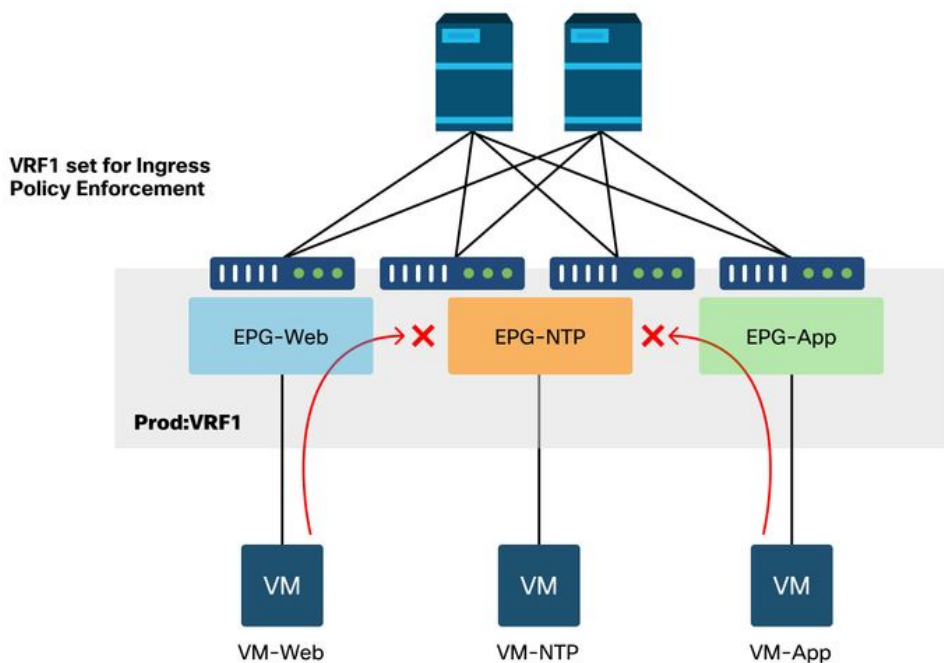 VRF1 set for Ingress
Policy Enforcement
EPG-Web
EPG-NTP
EPG-App
Prod:VRF1
VM
VM
VM
VM-Web
VM-NTP
VM-App